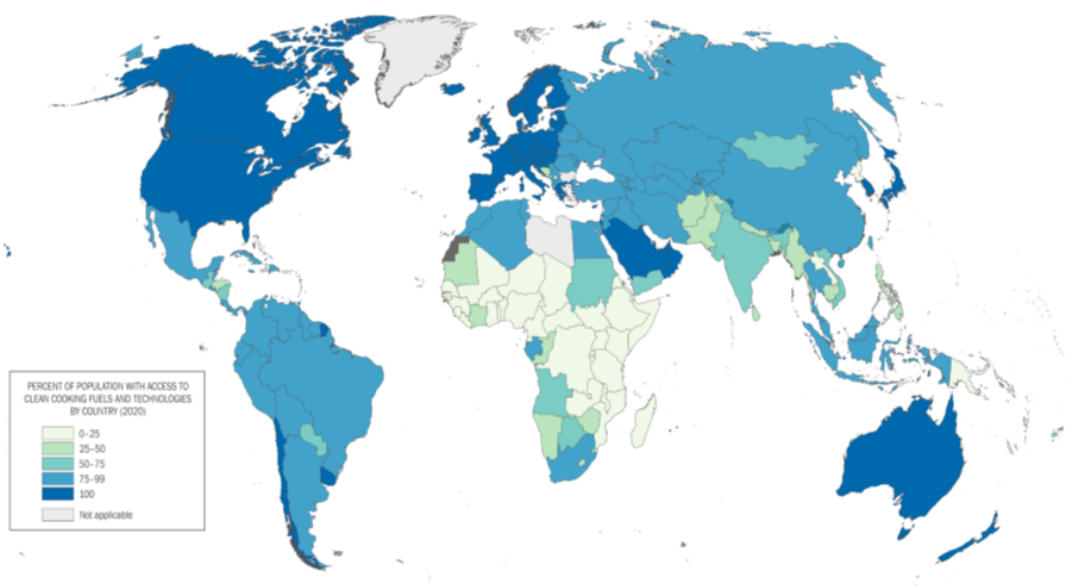 PERCENT OF POPULATION WITH ACCESS TO
CLEAN COOKING FUELS AND TECHNOLOGIES
BY COUNTRY (2020)
0-25
25-50
50-75
75-99
100
Not applicable